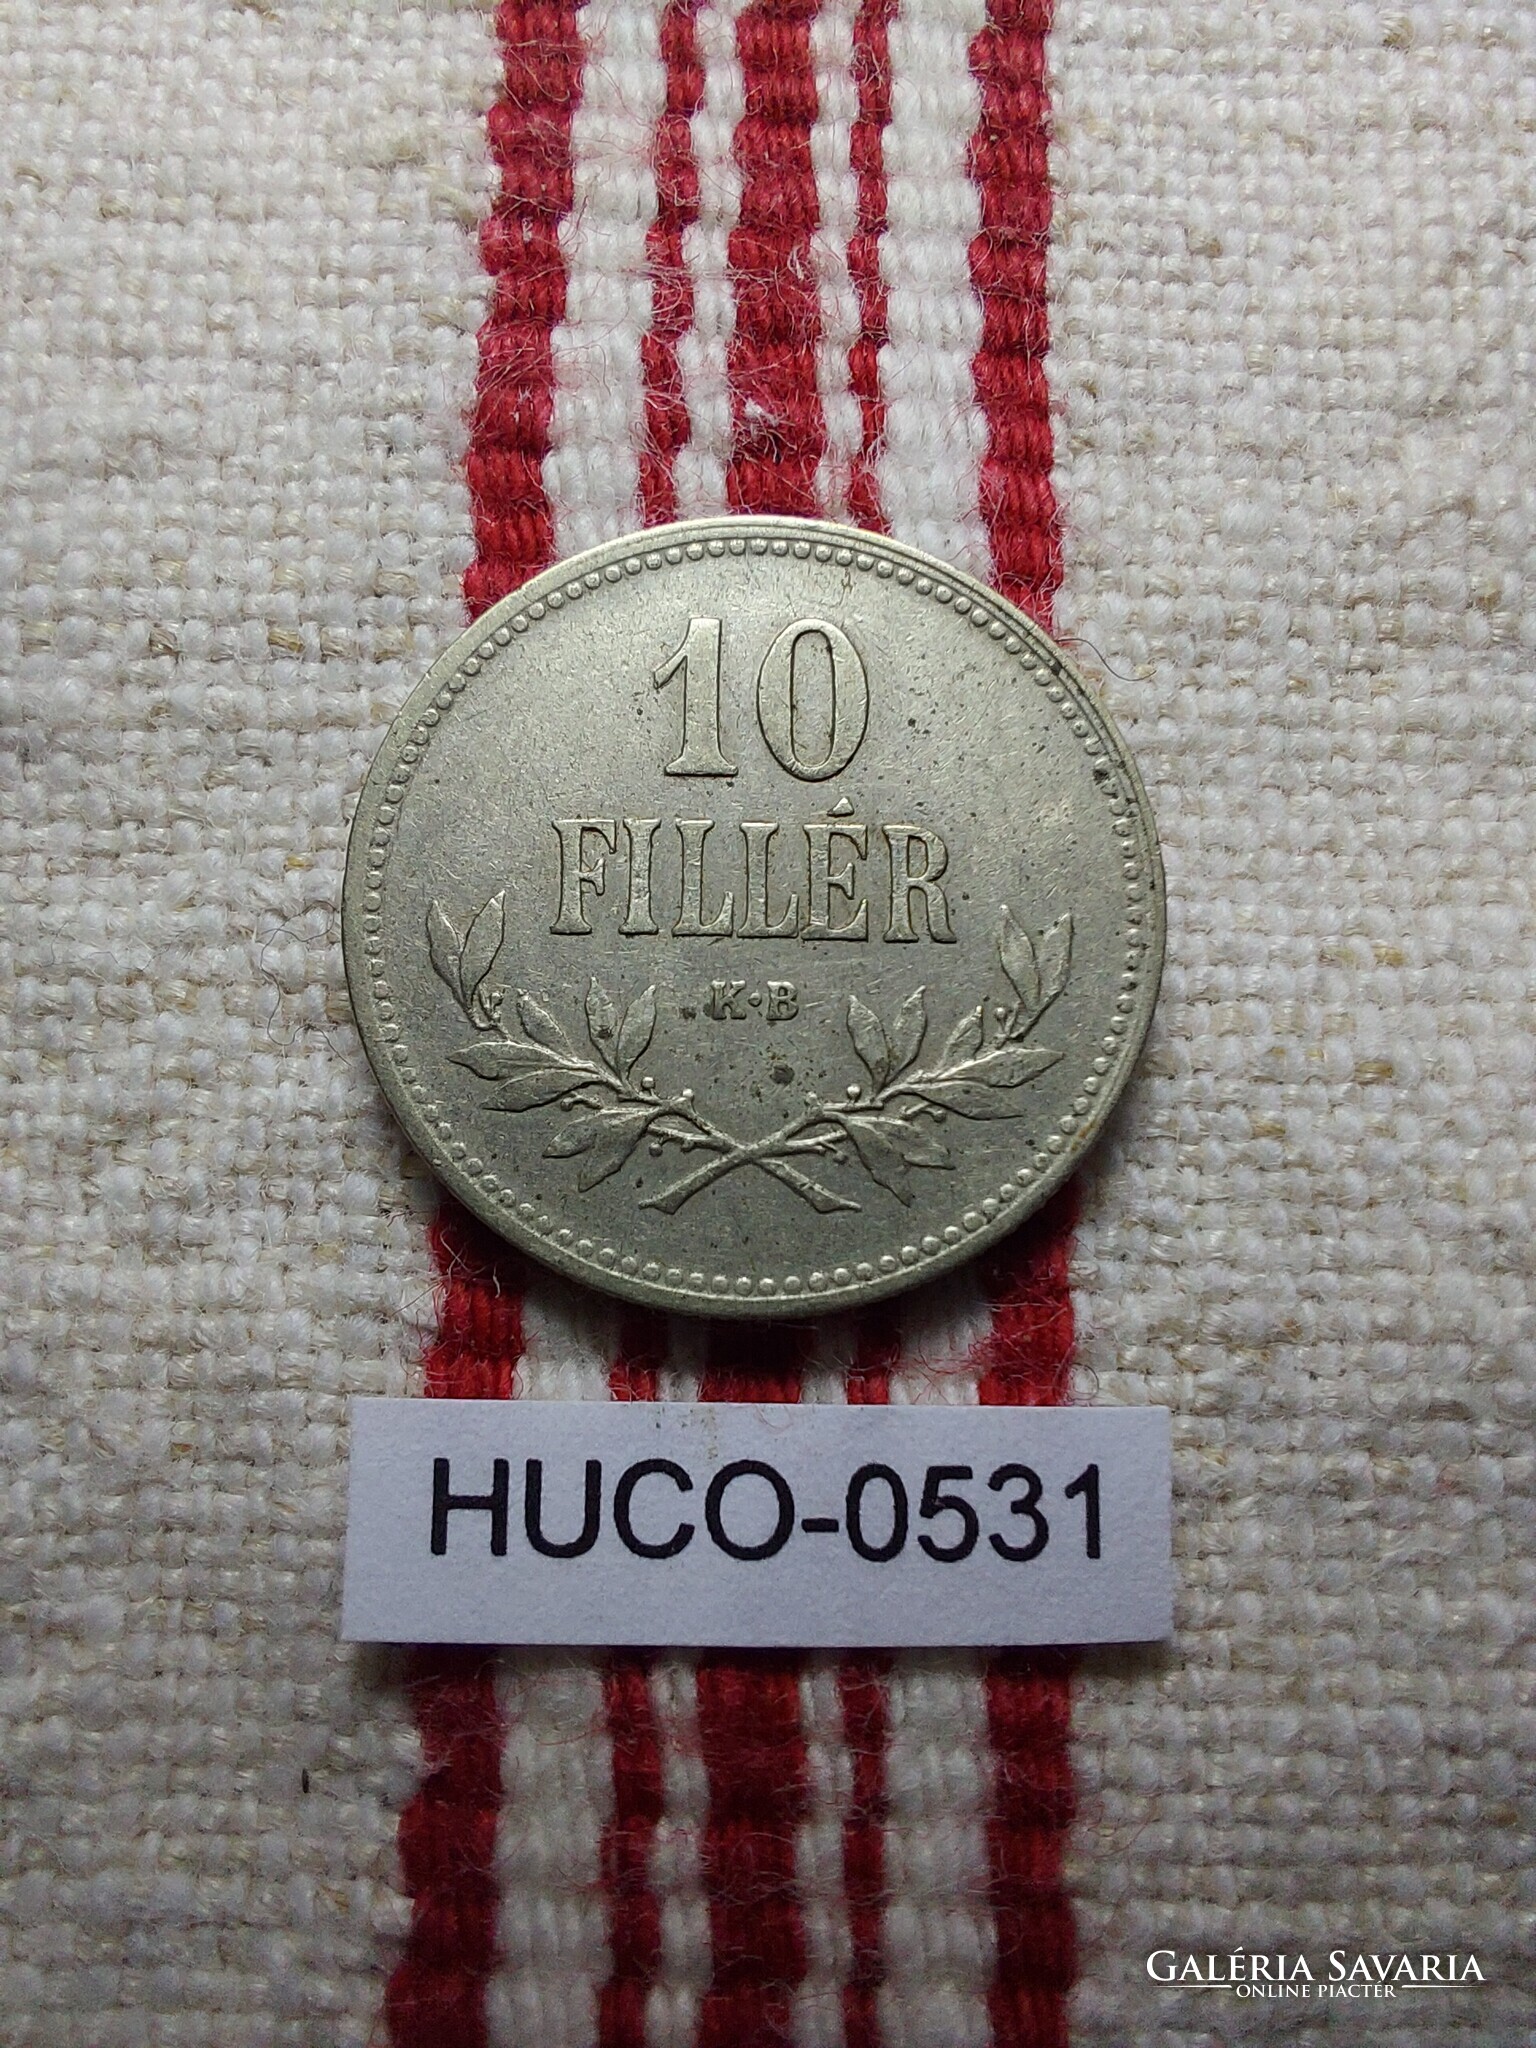 10
FILLÉR
K•B
HUCO-0531
GALÉRIA SAVARIA
ONLINE PIACTÉR